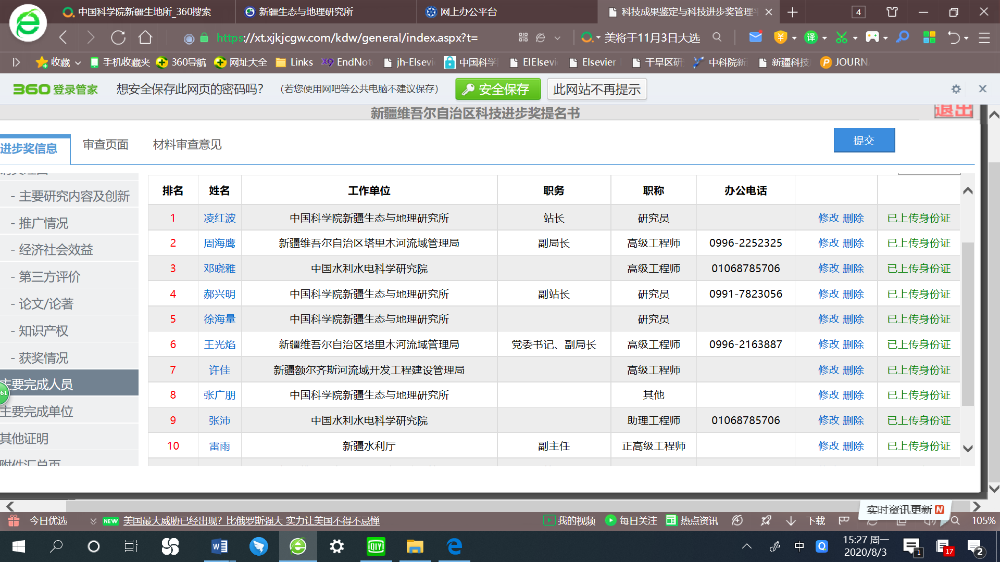 中国科学院新疆生地所_360搜索
新疆生态与地理研究所
网上办公平台
科技成果鉴定与科技进步奖管理平
4
https://xt.xjkjcgw.com/kdw/general/index.aspx?t=
美将于11月3日大选
译
收藏
手机收藏夹
360导航
网址大全
Links
EndNot
jh-Elsevi
中国科学
EIElsevi
Elsevier
干旱区研
中科院新
新疆科技
JOURN
360登录管家
想安全保存此网页的密码吗?
(若您使用网吧等公共电脑不建议保存)
安全保存
此网站不再提示
新疆维吾尔自治区科技进步奖提名书
退出
进步奖信息
审查页面
材料审查意见
提交
- 主要研究内容及创新
- 推广情况
- 经济社会效益
- 第三方评价
- 论文/论著
- 知识产权
- 获奖情况
主要完成人员
61
主要完成单位
其他证明
附件汇总页
排名 姓名 工作单位 职务 职称 办公电话
1 凌红波 中国科学院新疆生态与地理研究所 站长 研究员 修改 删除 已上传身份证
2 周海鹰 新疆维吾尔自治区塔里木河流域管理局 副局长 高级工程师 0996-2252325 修改 删除 已上传身份证
3 邓晓雅 中国水利水电科学研究院 高级工程师 01068785706 修改 删除 已上传身份证
4 郝兴明 中国科学院新疆生态与地理研究所 副站长 研究员 0991-7823056 修改 删除 已上传身份证
5 徐海量 中国科学院新疆生态与地理研究所 研究员 修改 删除 已上传身份证
6 王光焰 新疆维吾尔自治区塔里木河流域管理局 党委书记、副局长 高级工程师 0996-2163887 修改 删除 已上传身份证
7 许佳 新疆额尔齐斯河流域开发工程建设管理局 高级工程师 修改 删除 已上传身份证
8 张广朋 中国科学院新疆生态与地理研究所 其他 修改 删除 已上传身份证
9 张沛 中国水利水电科学研究院 助理工程师 01068785706 修改 删除 已上传身份证
10 雷雨 新疆水利厅 副主任 正高级工程师 修改 删除 已上传身份证
实时资讯更新
今日优选
NEW
美国最大威胁已经出现? 比俄罗斯强大 实力让美国不得不忌惮
我的视频
每日关注
热点资讯
下载
105%
iQIY
中
15:27 周一
2020/8/3
1
17
2